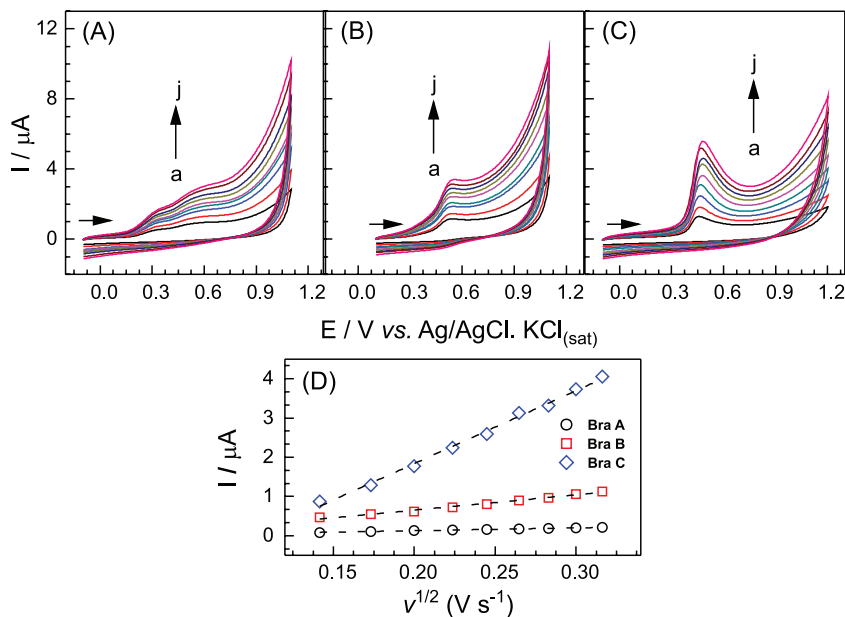 (A) (B) (C)
j j j
a a a
I / μA
12
8
4
0
0.0 0.3 0.6 0.9 1.2 0.0 0.3 0.6 0.9 1.2 0.0 0.3 0.6 0.9 1.2
E / V vs. Ag/AgCl. KCl(sat)
(D)
I / μA
4
3
2
1
0
Bra A
Bra B
Bra C
0.15 0.20 0.25 0.30
v1/2 (V s-1)